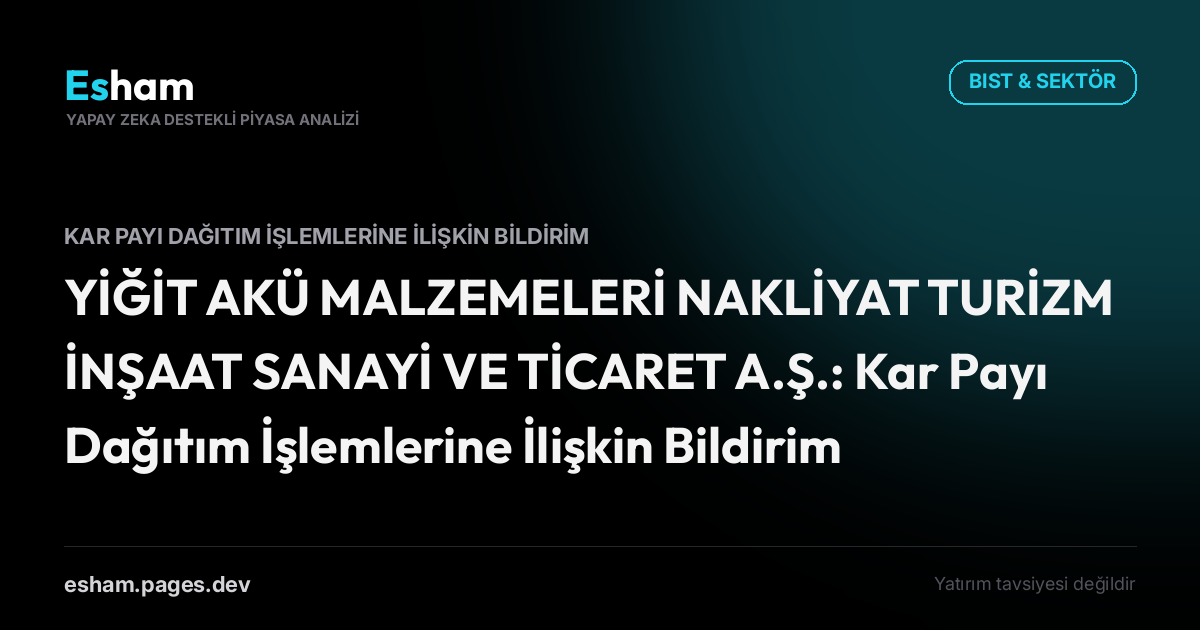 Esham
YAPAY ZEKA DESTEKLİ PİYASA ANALİZİ
BIST & SEKTÖR
KAR PAYI DAĞITIM İŞLEMLERİNE İLİŞKİN BİLDİRİM
YİĞİT AKÜ MALZEMELERİ NAKLİYAT TURİZM
İNŞAAT SANAYİ VE TİCARET A.Ş.: Kar Payı
Dağıtım İşlemlerine İlişkin Bildirim
esham.pages.dev
Yatırım tavsiyesi değildir